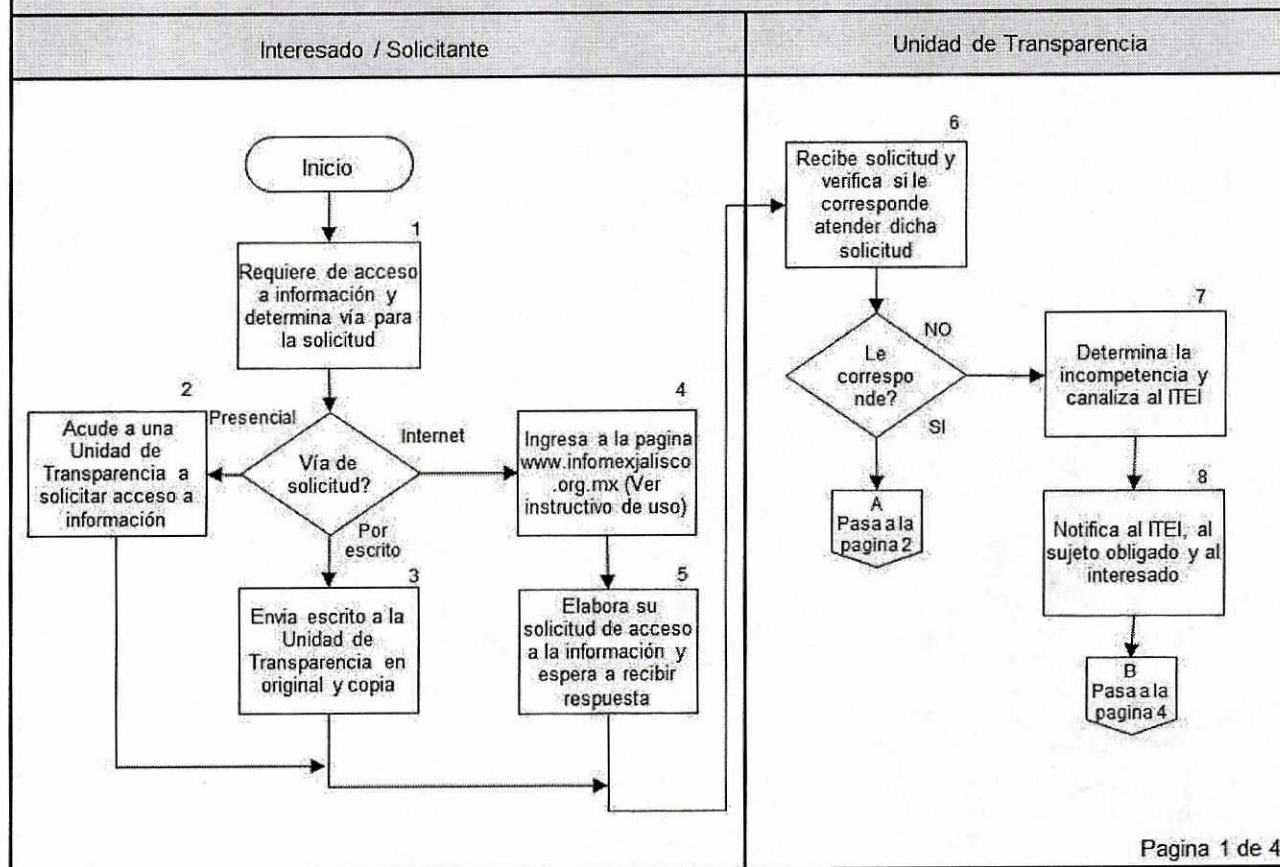 Interesado / Solicitante
Unidad de Transparencia
Inicio
1
Requiere de acceso
a información y
determina vía para
la solicitud
Vía de
solicitud?
Presencial
Internet
Por
escrito
2
Acude a una
Unidad de
Transparencia a
solicitar acceso a
información
3
Envía escrito a la
Unidad de
Transparencia en
original y copia
4
Ingresa a la pagina
www.infomexjalisco
.org.mx (Ver
instructivo de uso)
5
Elabora su
solicitud de acceso
a la información y
espera a recibir
respuesta
6
Recibe solicitud y
verifica si le
corresponde
atender dicha
solicitud
Le
correspo
nde?
NO
SI
A
Pasa a la
pagina 2
7
Determina la
incompetencia y
canaliza al ITEI
8
Notifica al ITEI, al
sujeto obligado y al
interesado
B
Pasa a la
pagina 4
Pagina 1 de 4